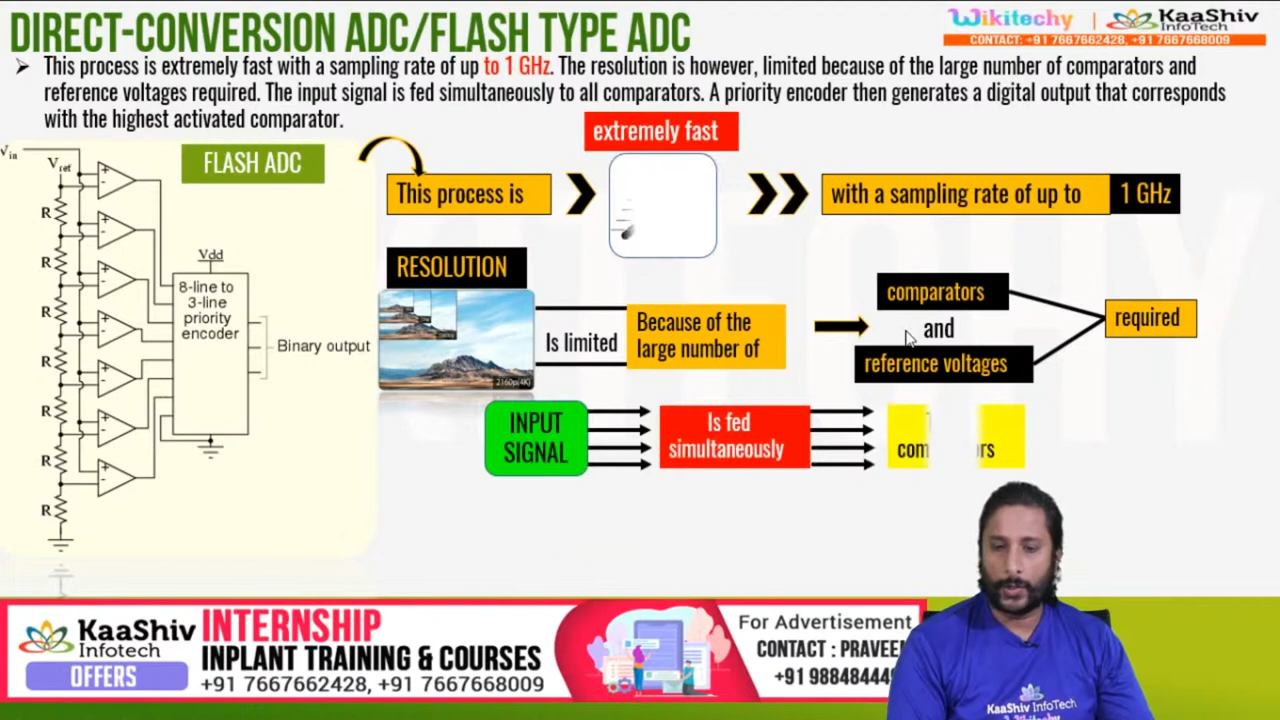 DIRECT-CONVERSION ADC/FLASH TYPE ADC
Wikitechy | KaaShiv
InfoTech
CONTACT: +91 7667662428, +91 7667668009
➤ This process is extremely fast with a sampling rate of up to 1 GHz. The resolution is however, limited because of the large number of comparators and
reference voltages required. The input signal is fed simultaneously to all comparators. A priority encoder then generates a digital output that corresponds
with the highest activated comparator.
extremely fast
FLASH ADC
Vin
Vref
This process is
with a sampling rate of up to 1 GHz
R
R
R
R
R
R
R
R
Vdd
8-line to
3-line
priority
encoder
Binary output
RESOLUTION
2160p(4K)
Is limited
Because of the
large number of
comparators
and
reference voltages
required
INPUT
SIGNAL
Is fed
simultaneously
KaaShiv
Infotech
OFFERS
INTERNSHIP
INPLANT TRAINING & COURSES
+91 7667662428, +91 7667668009
For Advertisement
CONTACT : PRAVEEN
+91 988484449
KaaShiv InfoTech